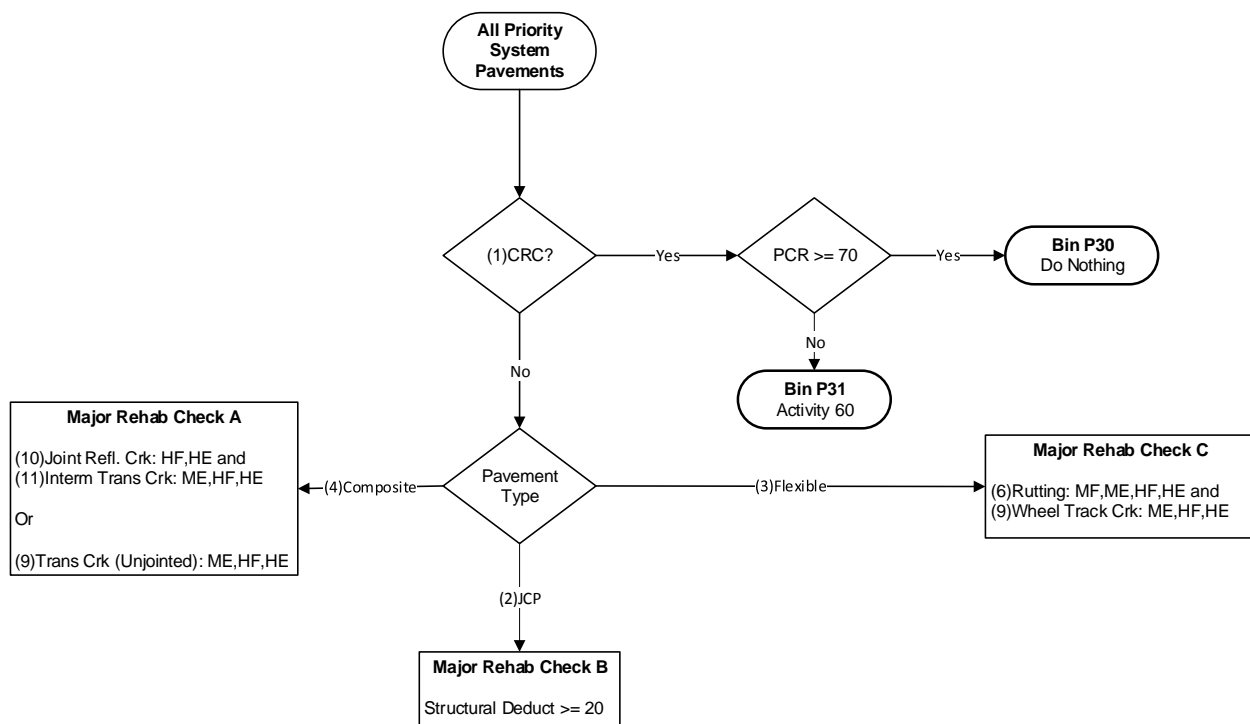 All Priority
System
Pavements
(1)CRC?
Yes
PCR >= 70
Yes
Bin P30
Do Nothing
No
Bin P31
Activity 60
No
Pavement
Type
(4)Composite
Major Rehab Check A
(10)Joint Refl. Crk: HF,HE and
(11)Interm Trans Crk: ME,HF,HE
Or
(9)Trans Crk (Unjointed): ME,HF,HE
(3)Flexible
Major Rehab Check C
(6)Rutting: MF,ME,HF,HE and
(9)Wheel Track Crk: ME,HF,HE
(2)JCP
Major Rehab Check B
Structural Deduct >= 20